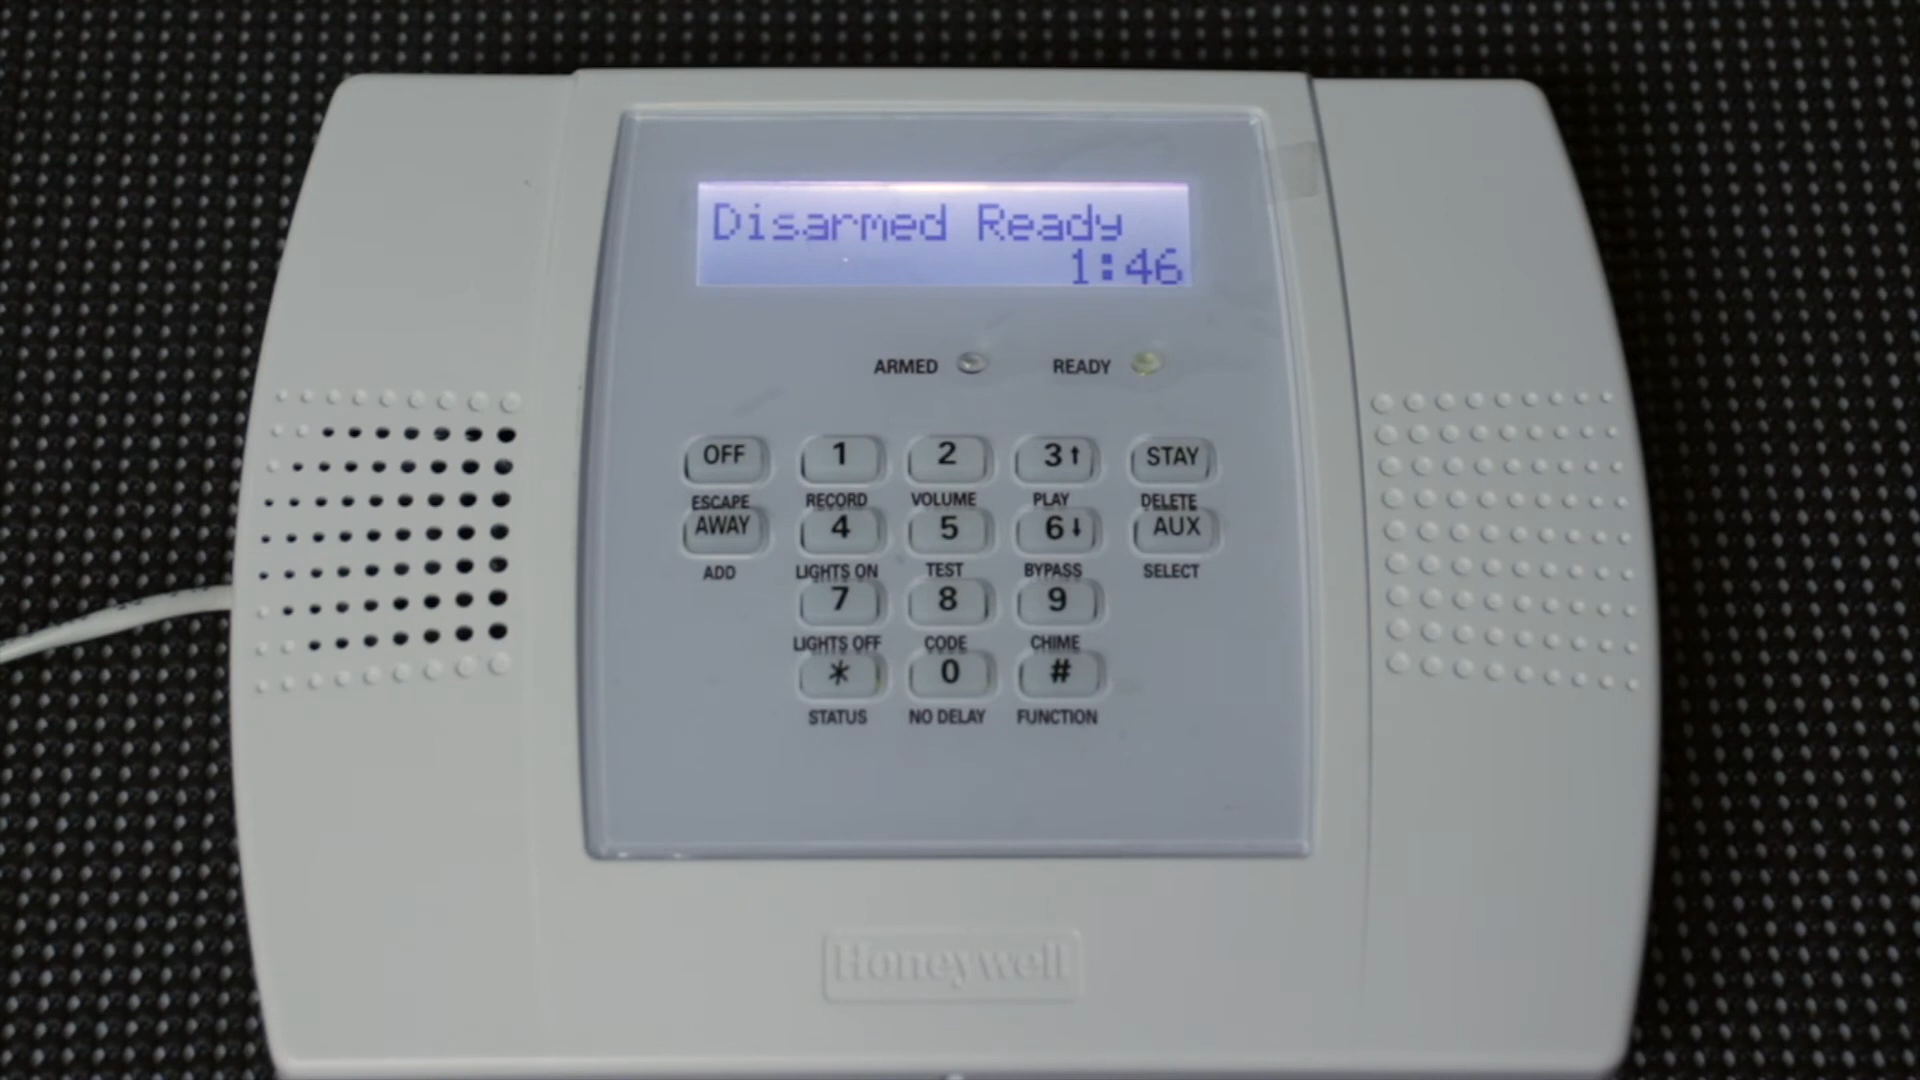 Disarmed Ready
1:46
ARMED READY
OFF 1 2 3↑ STAY
ESCAPE RECORD VOLUME PLAY DELETE
AWAY 4 5 6↓ AUX
ADD LIGHTS ON TEST BYPASS SELECT
7 8 9
LIGHTS OFF CODE CHIME
* 0 #
STATUS NO DELAY FUNCTION
Honeywell